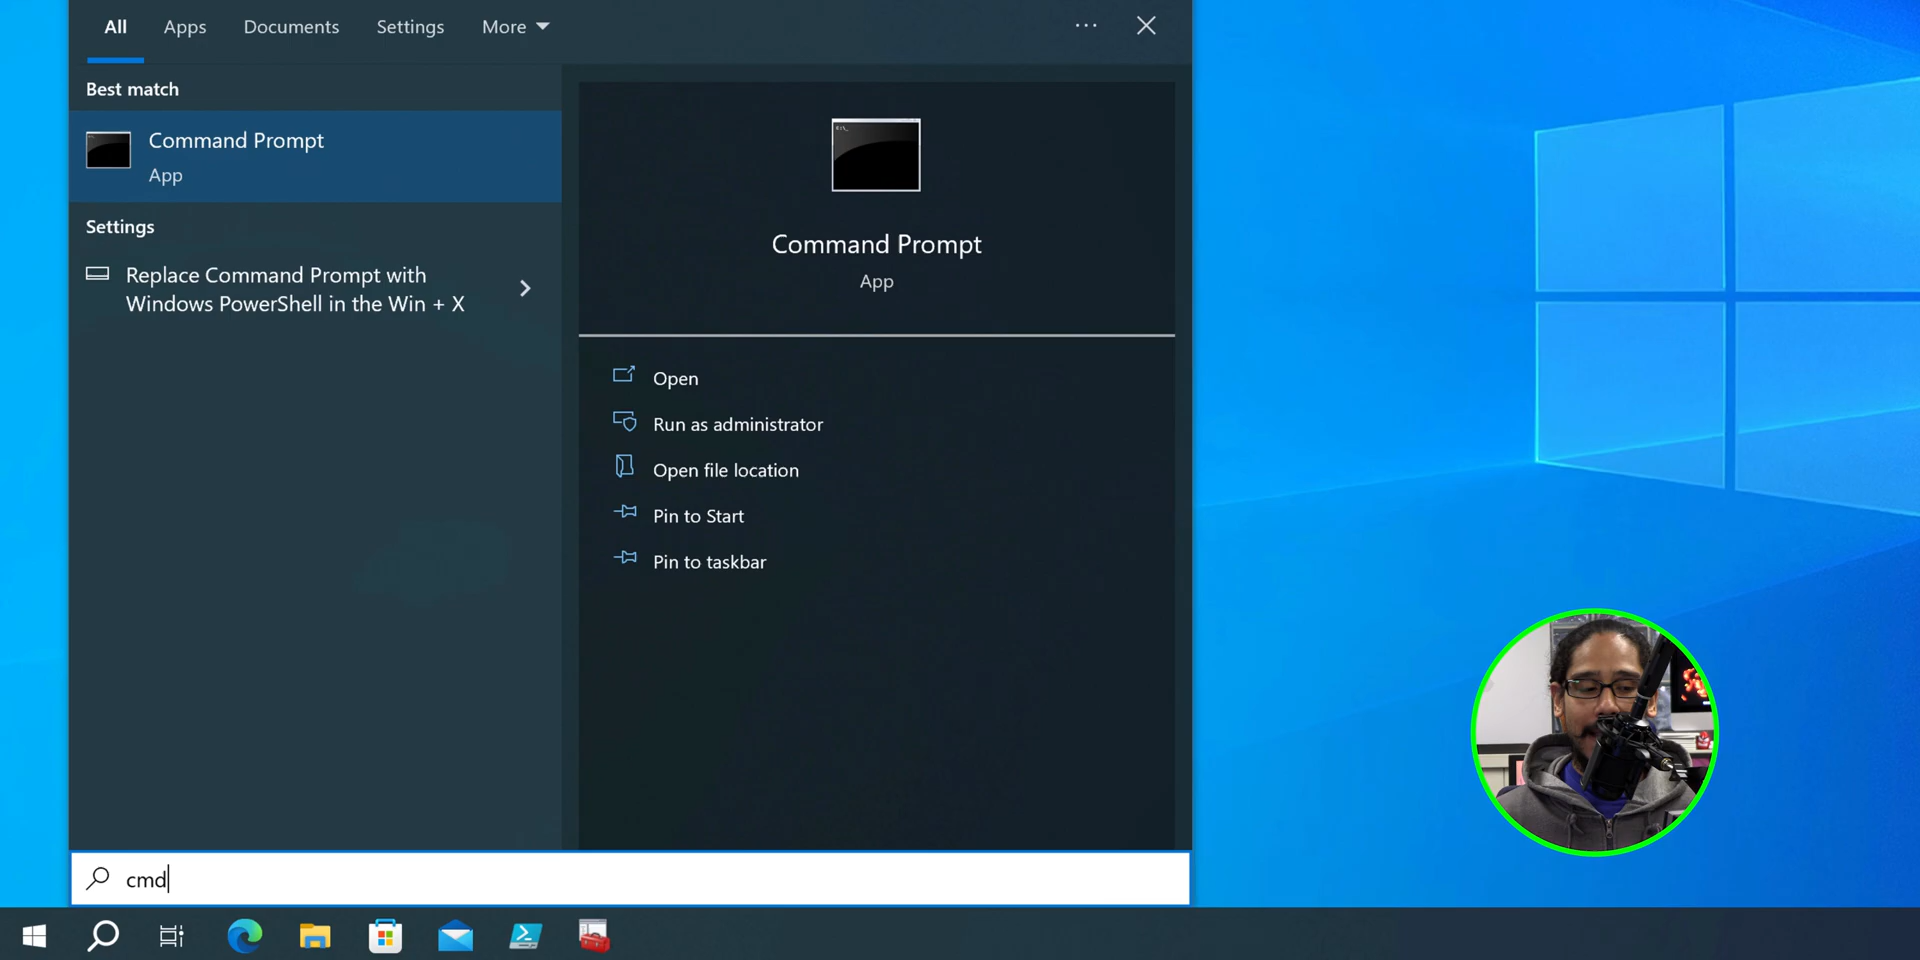 All Apps Documents Settings More
Best match
Command Prompt
App
Settings
Replace Command Prompt with
Windows PowerShell in the Win + X
Command Prompt
App
Open
Run as administrator
Open file location
Pin to Start
Pin to taskbar
cmd